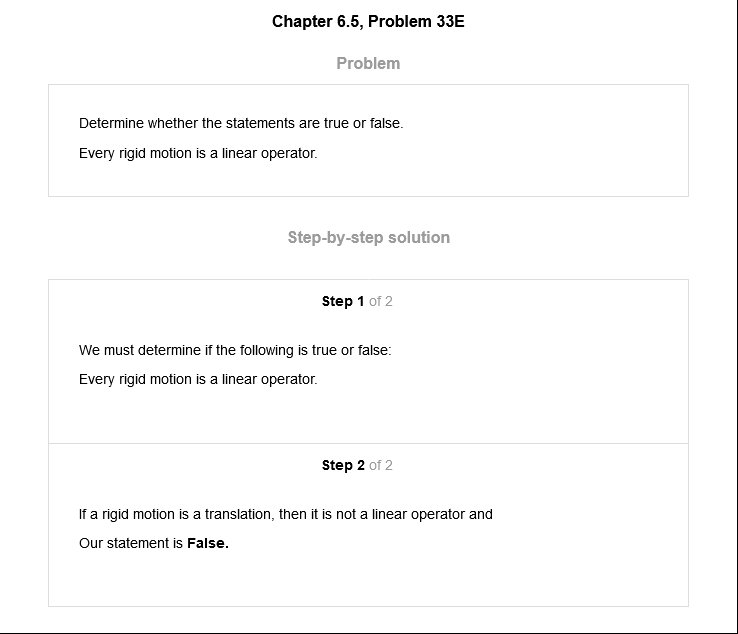 Chapter 6.5, Problem 33E
Problem
Determine whether the statements are true or false.
Every rigid motion is a linear operator.
Step-by-step solution
Step 1 of 2
We must determine if the following is true or false:
Every rigid motion is a linear operator.
Step 2 of 2
If a rigid motion is a translation, then it is not a linear operator and
Our statement is False.